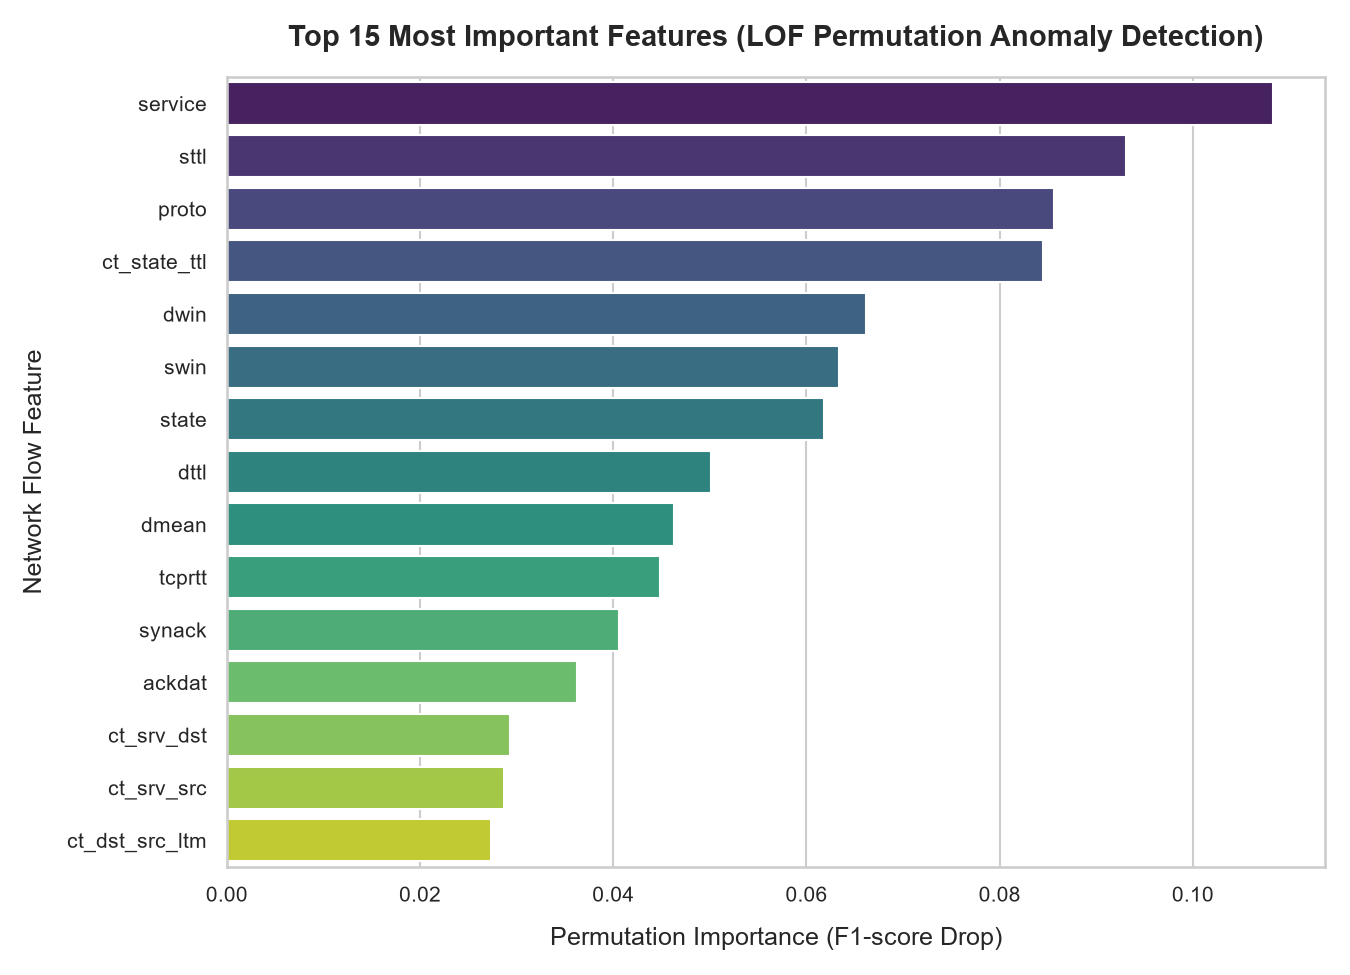 Top 15 Most Important Features (LOF Permutation Anomaly Detection)
Network Flow Feature
service
sttl
proto
ct_state_ttl
dwin
swin
state
dttl
dmean
tcprtt
synack
ackdat
ct_srv_dst
ct_srv_src
ct_dst_src_ltm
0.00 0.02 0.04 0.06 0.08 0.10
Permutation Importance (F1-score Drop)